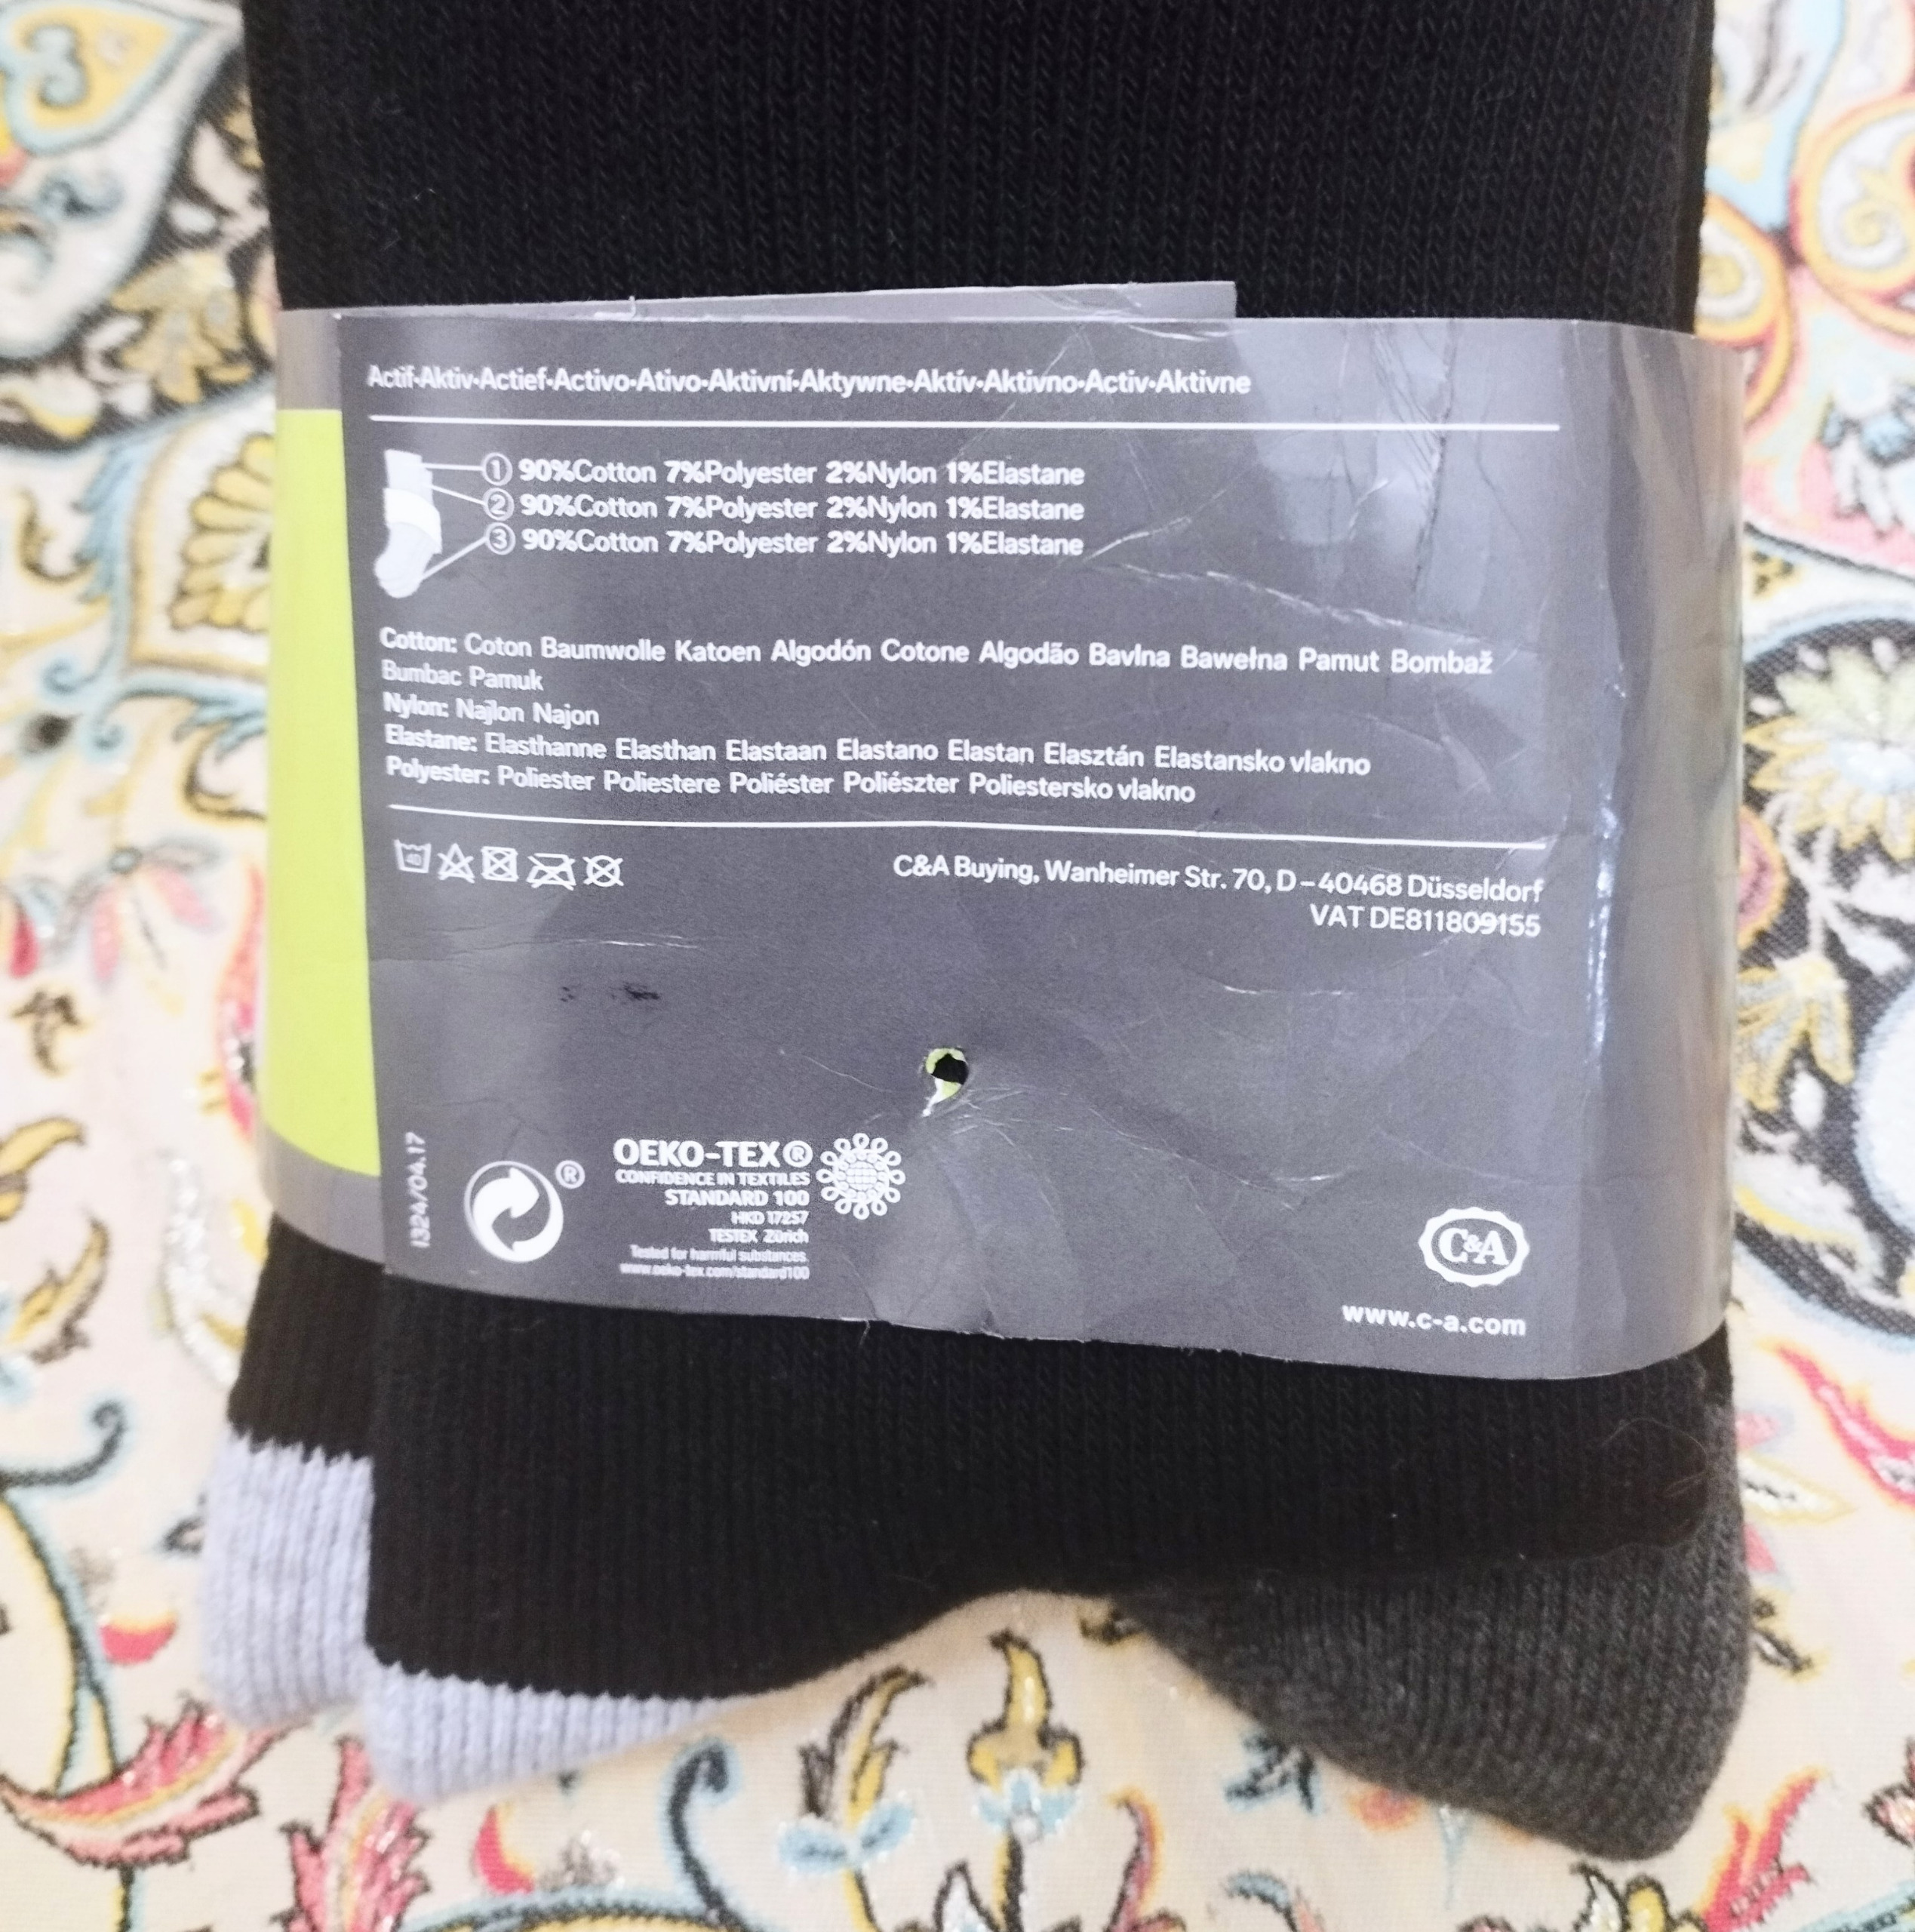 Actif•Aktiv•Actief•Activo•Ativo•Aktivní•Aktywne•Aktív•Aktivno•Activ•Aktivne
① 90%Cotton 7%Polyester 2%Nylon 1%Elastane
② 90%Cotton 7%Polyester 2%Nylon 1%Elastane
③ 90%Cotton 7%Polyester 2%Nylon 1%Elastane
Cotton: Coton Baumwolle Katoen Algodón Cotone Algodão Bavlna Bawełna Pamut Bombaž
Bumbac Pamuk
Nylon: Najlon Najon
Elastane: Elasthanne Elasthan Elastaan Elastano Elastan Elasztán Elastansko vlakno
Polyester: Poliester Poliestere Poliéster Poliészter Poliestersko vlakno
40
C&A Buying, Wanheimer Str. 70, D-40468 Düsseldorf
VAT DE811809155
1324/04.17
®
OEKO-TEX®
CONFIDENCE IN TEXTILES
STANDARD 100
HKD 17257
TESTEX Zürich
Tested for harmful substances.
www.oeko-tex.com/standard100
C&A
www.c-a.com